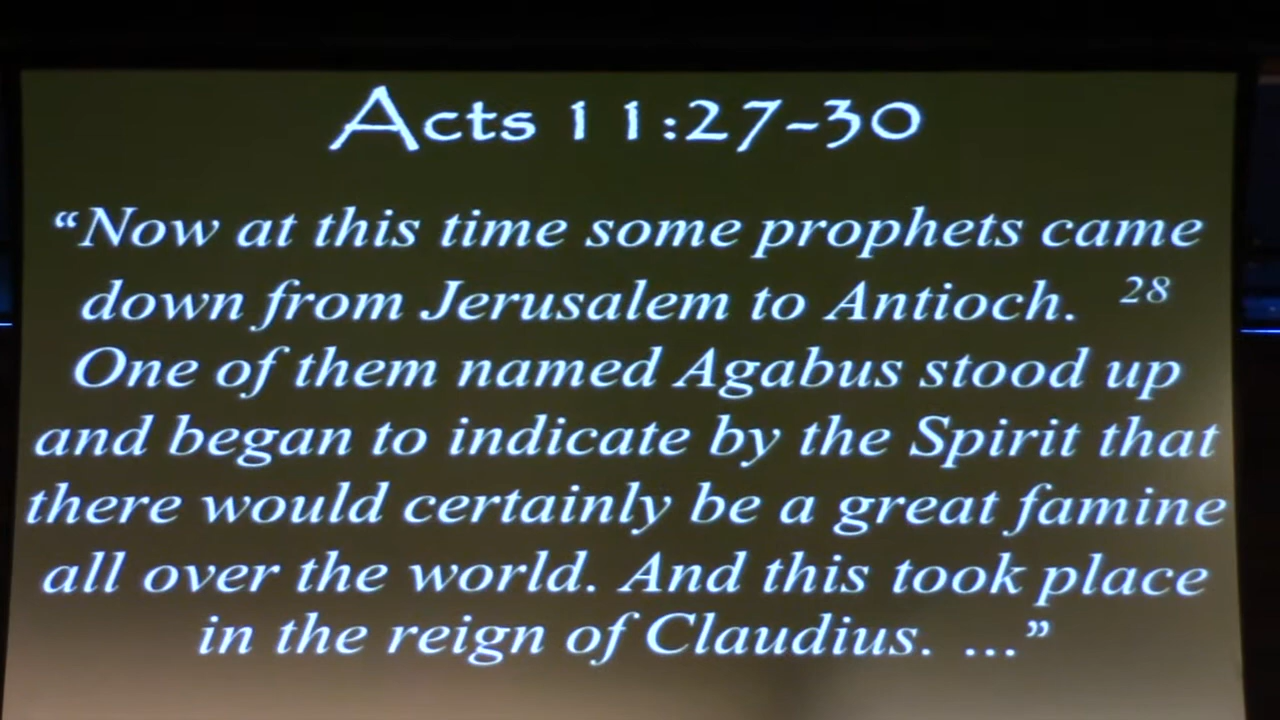 Acts 11:27-30
“Now at this time some prophets came
down from Jerusalem to Antioch. 28
One of them named Agabus stood up
and began to indicate by the Spirit that
there would certainly be a great famine
all over the world. And this took place
in the reign of Claudius. ...”